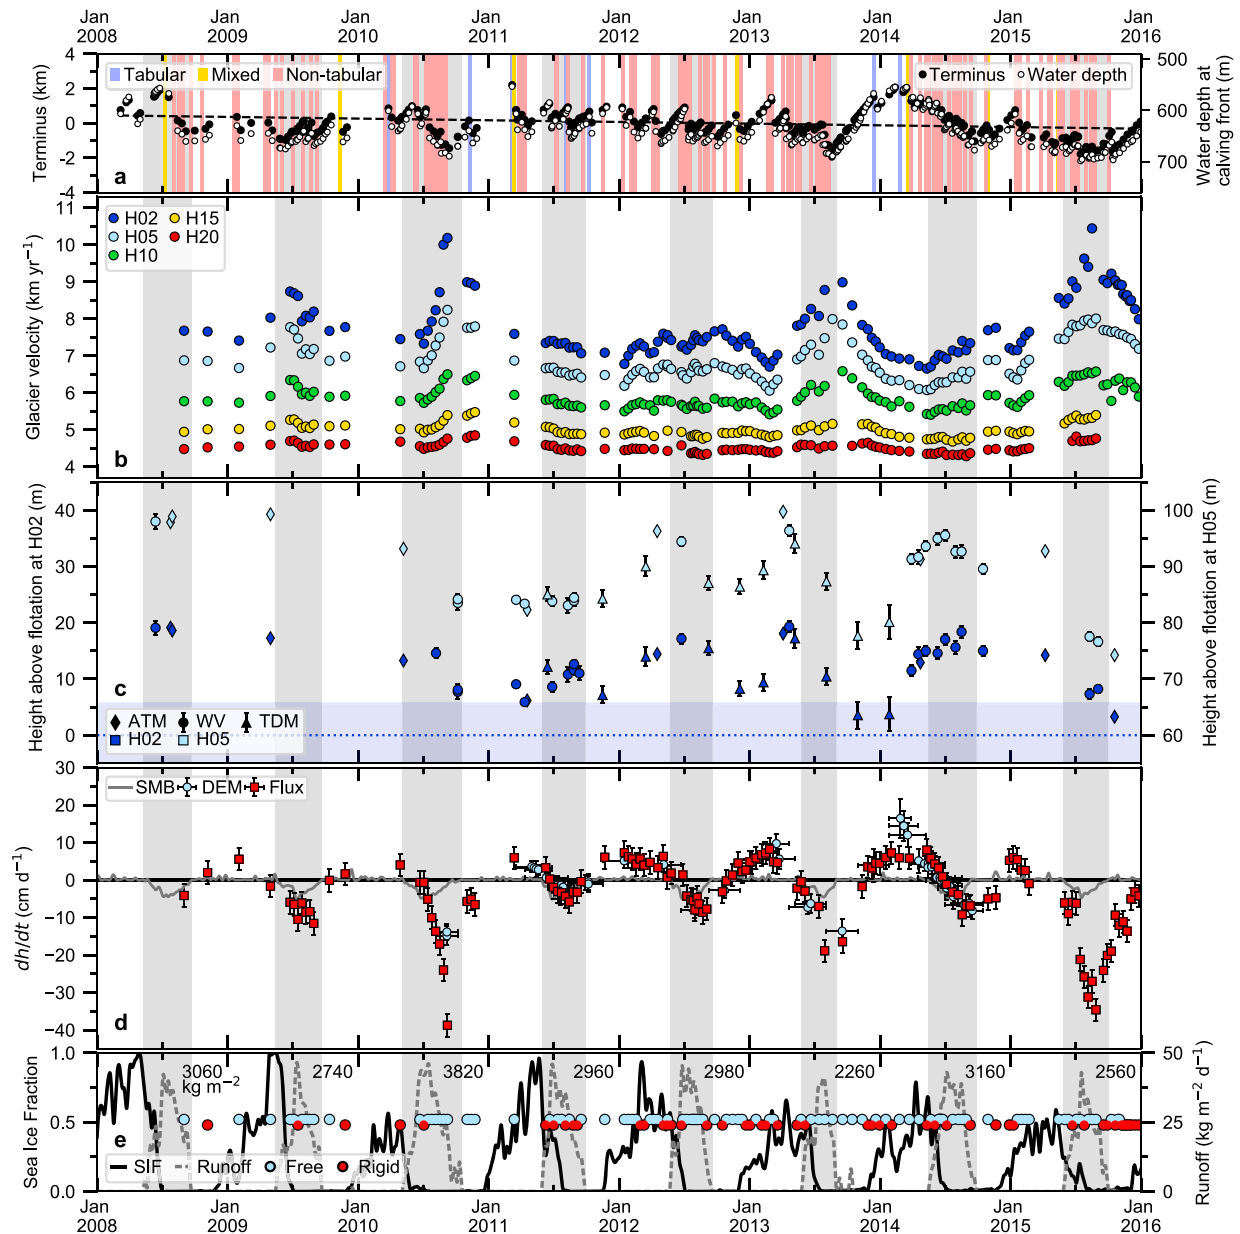 Jan Jan Jan Jan Jan Jan Jan Jan Jan
2008 2009 2010 2011 2012 2013 2014 2015 2016
Terminus (km)
4
2
0
−2
−4
Tabular Mixed Non-tabular
Terminus Water depth
a
500
600
700
Water depth at
calving front (m)
Glacier velocity (km yr−1)
11
10
9
8
7
6
5
4
H02 H15
H05 H20
H10
b
Height above flotation at H02 (m)
40
30
20
10
0
c
ATM WV TDM
H02 H05
100
90
80
70
60
Height above flotation at H05 (m)
dh/dt (cm d−1)
30
20
10
0
−10
−20
−30
−40
SMB DEM Flux
d
Sea Ice Fraction
1.0
0.5
0.0
3060 2740 3820 2960 2980 2260 3160 2560
kg m−2
e
SIF Runoff Free Rigid
50
25
0
Runoff (kg m−2 d−1)
Jan Jan Jan Jan Jan Jan Jan Jan Jan
2008 2009 2010 2011 2012 2013 2014 2015 2016